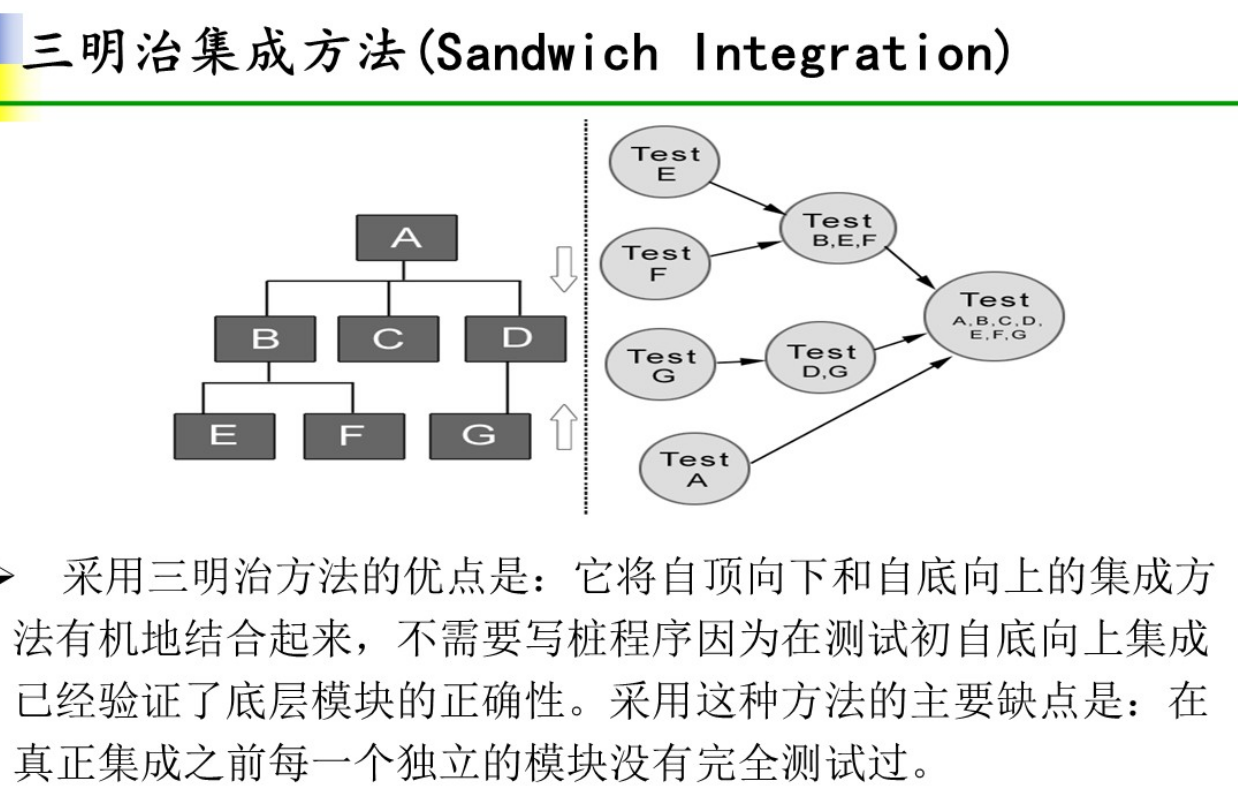 三明治集成方法(Sandwich Integration)
A
B
C
D
E
F
G
Test
E
Test
F
Test
B,E,F
Test
G
Test
D,G
Test
A,B,C,D,
E,F,G
Test
A
采用三明治方法的优点是：它将自顶向下和自底向上的集成方
法有机地结合起来，不需要写桩程序因为在测试初自底向上集成
已经验证了底层模块的正确性。采用这种方法的主要缺点是：在
真正集成之前每一个独立的模块没有完全测试过。